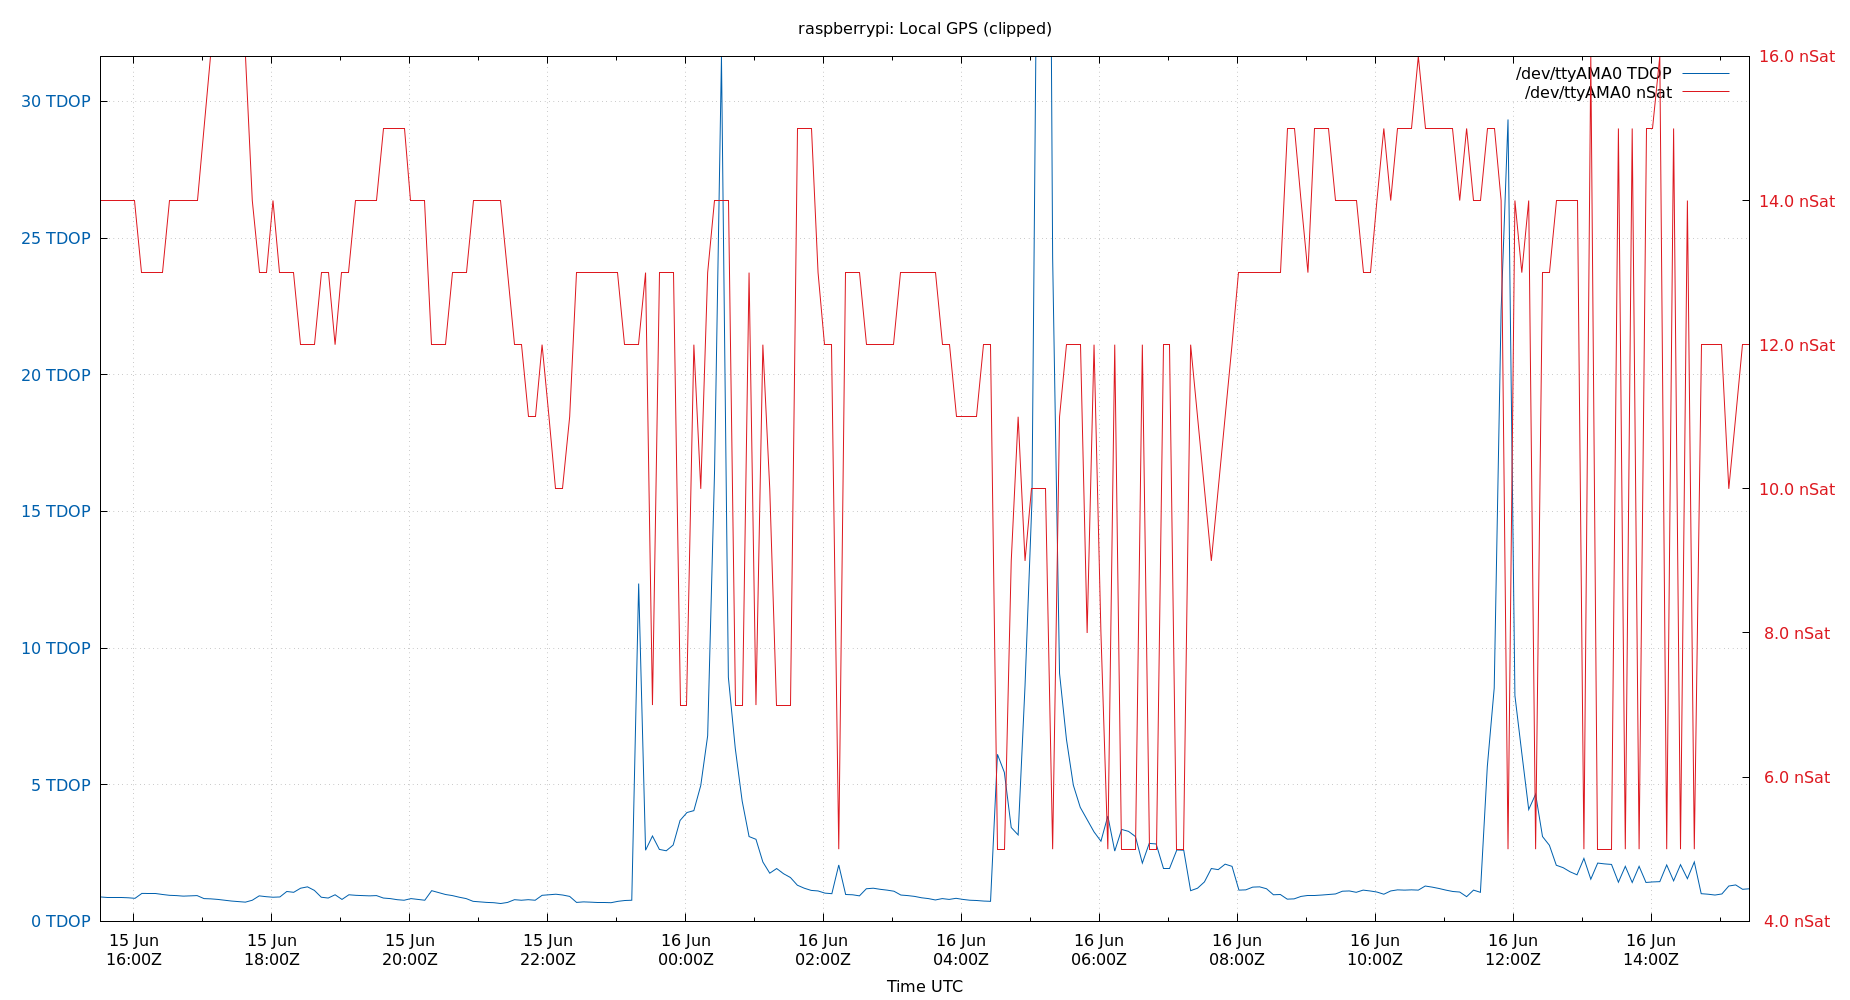 raspberrypi: Local GPS (clipped)
/dev/ttyAMA0 TDOP
/dev/ttyAMA0 nSat
30 TDOP
25 TDOP
20 TDOP
15 TDOP
10 TDOP
5 TDOP
0 TDOP
16.0 nSat
14.0 nSat
12.0 nSat
10.0 nSat
8.0 nSat
6.0 nSat
4.0 nSat
15 Jun
16:00Z
15 Jun
18:00Z
15 Jun
20:00Z
15 Jun
22:00Z
16 Jun
00:00Z
16 Jun
02:00Z
16 Jun
04:00Z
16 Jun
06:00Z
16 Jun
08:00Z
16 Jun
10:00Z
16 Jun
12:00Z
16 Jun
14:00Z
Time UTC